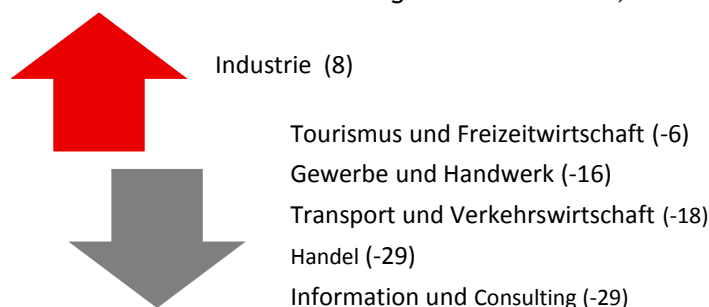 Industrie (8)
Tourismus und Freizeitwirtschaft (-6)
Gewerbe und Handwerk (-16)
Transport und Verkehrswirtschaft (-18)
Handel (-29)
Information und Consulting (-29)